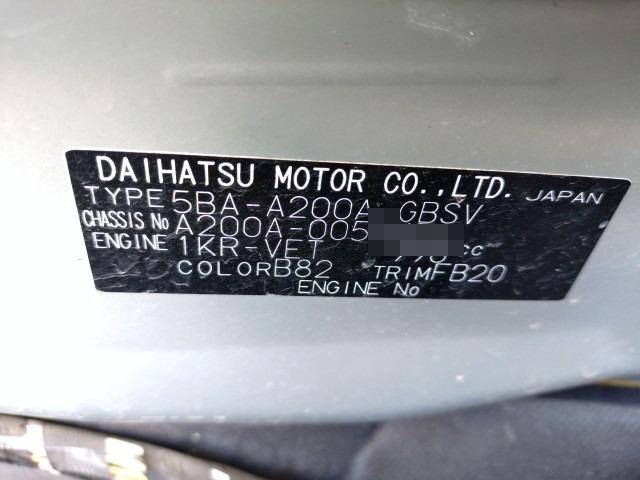 DAIHATSU MOTOR CO.,LTD. JAPAN
TYPE 5BA-A200A GBSV
CHASSIS No A200A-005
ENGINE 1KR-VET cc
COLOR B82 TRIM FB20
ENGINE No